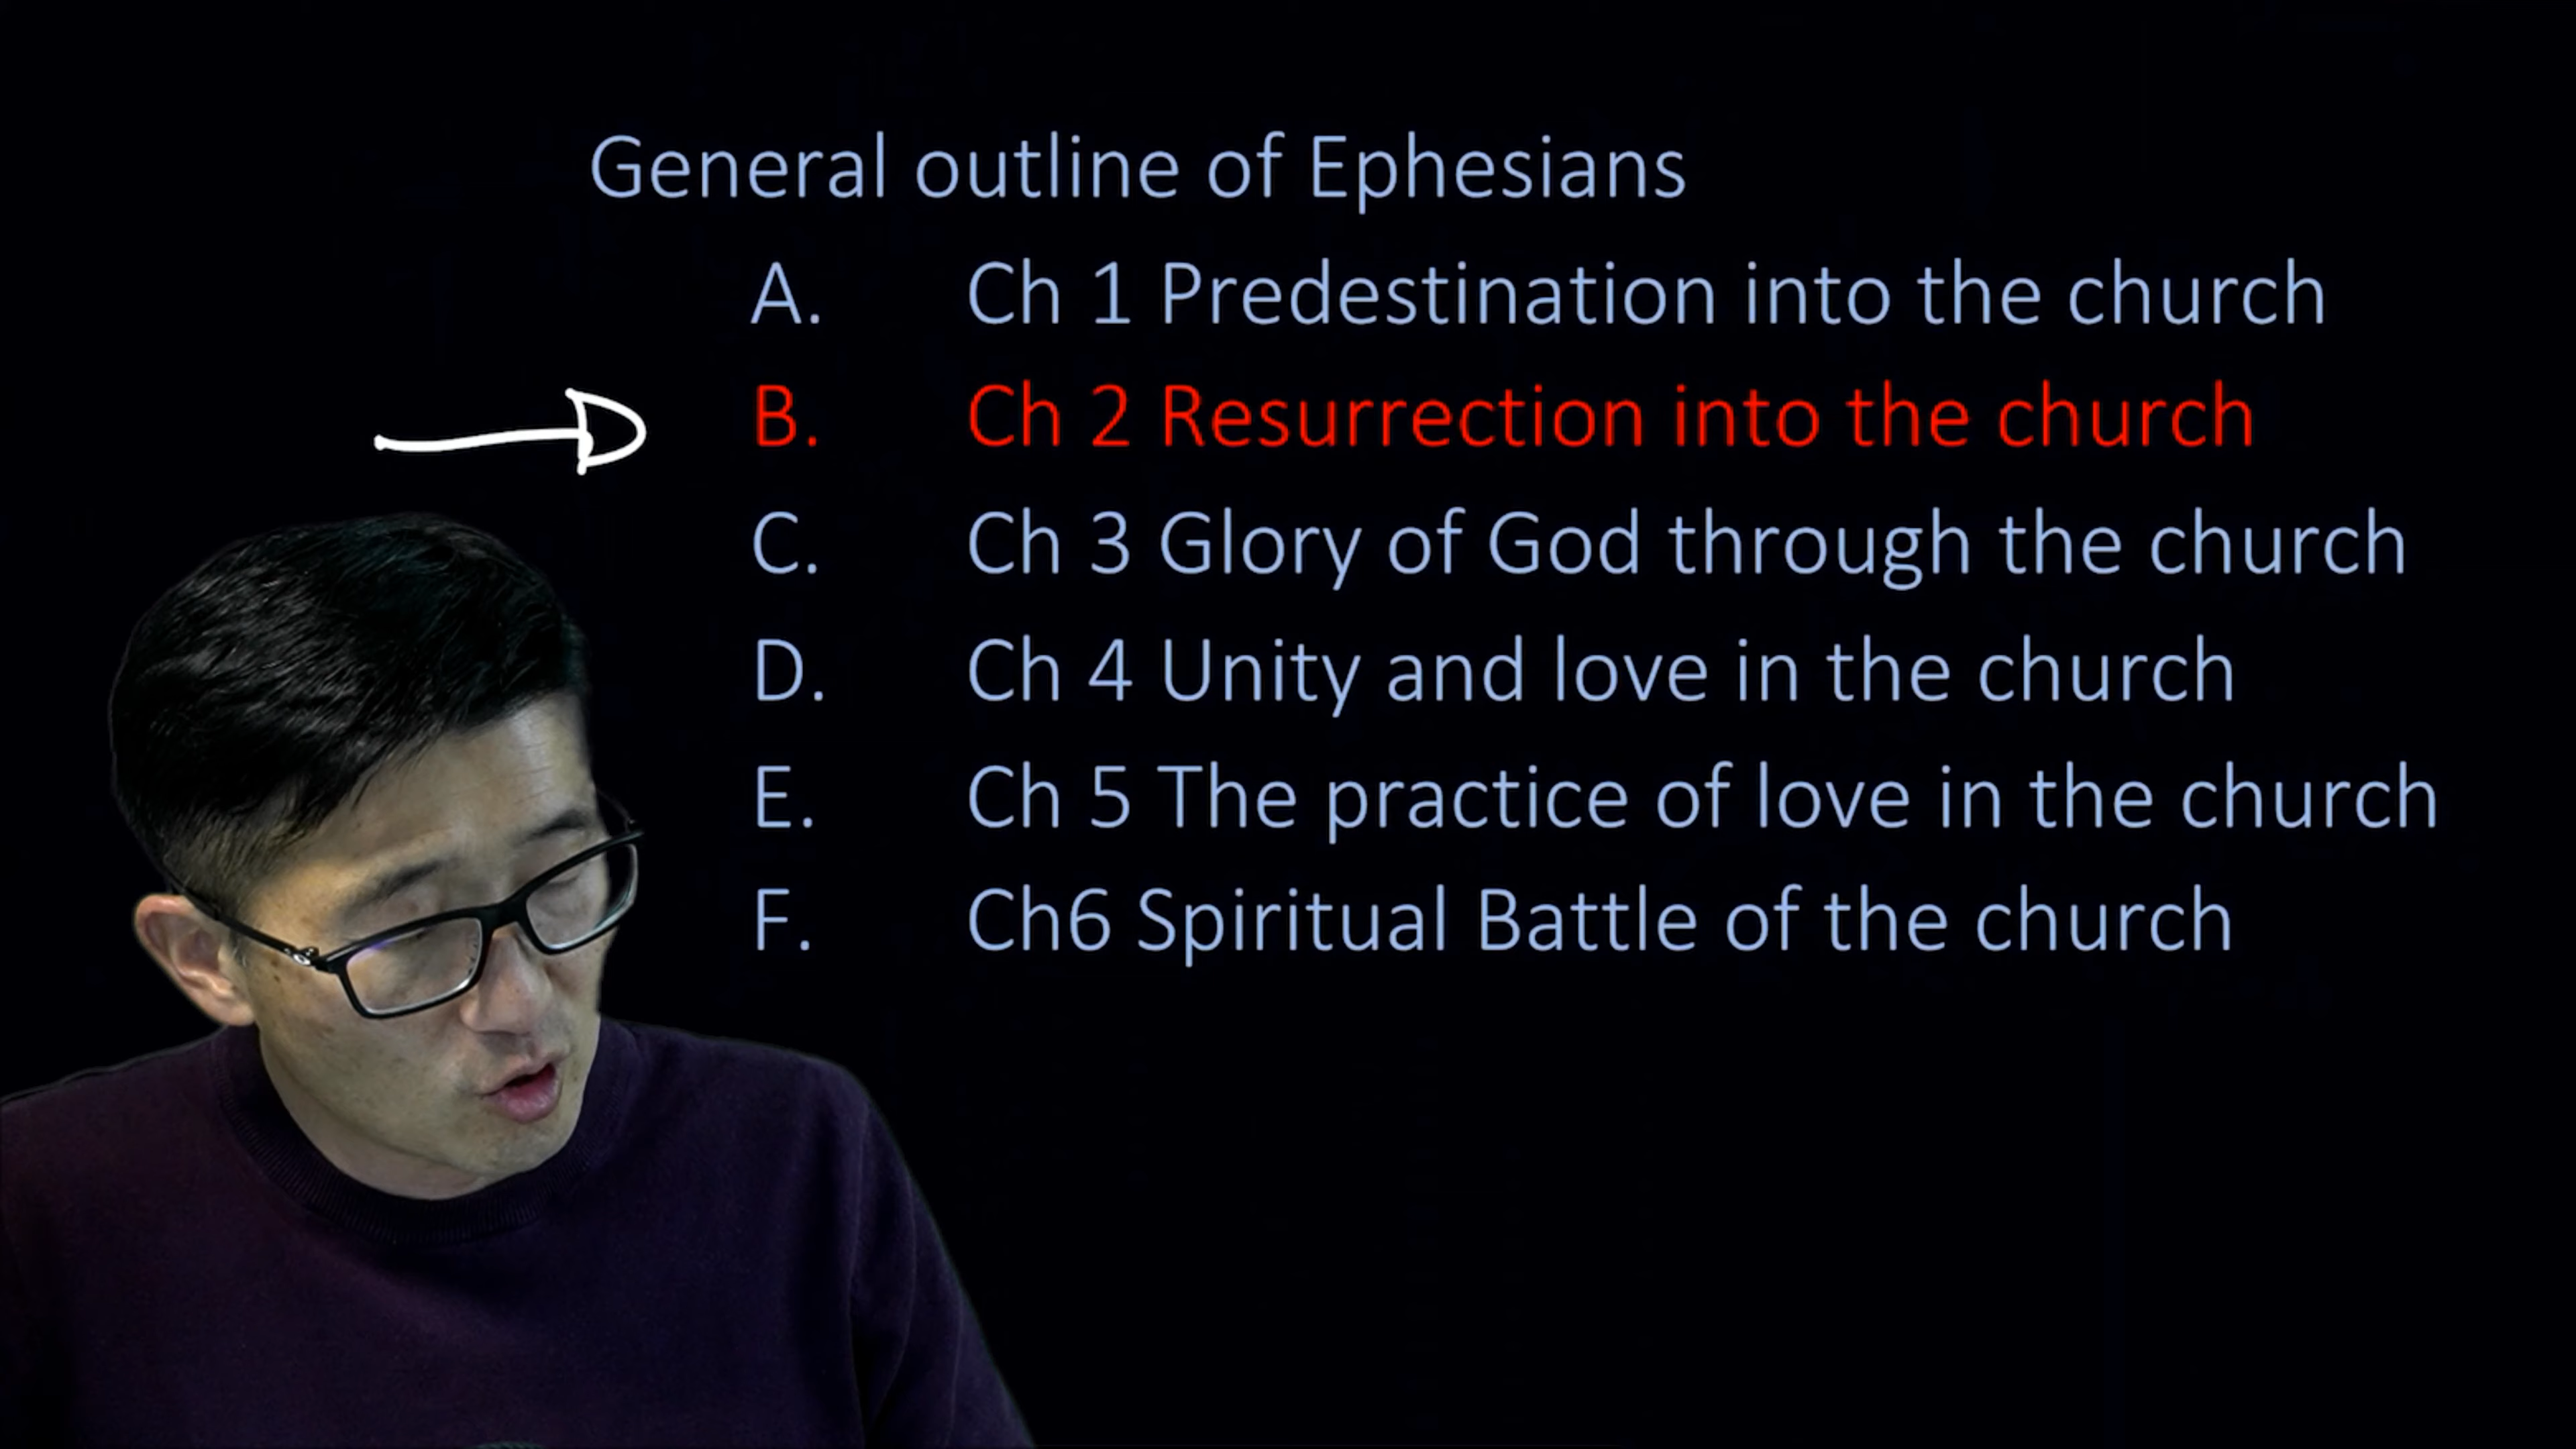 General outline of Ephesians
A. Ch 1 Predestination into the church
B. Ch 2 Resurrection into the church
C. Ch 3 Glory of God through the church
D. Ch 4 Unity and love in the church
E. Ch 5 The practice of love in the church
F. Ch6 Spiritual Battle of the church